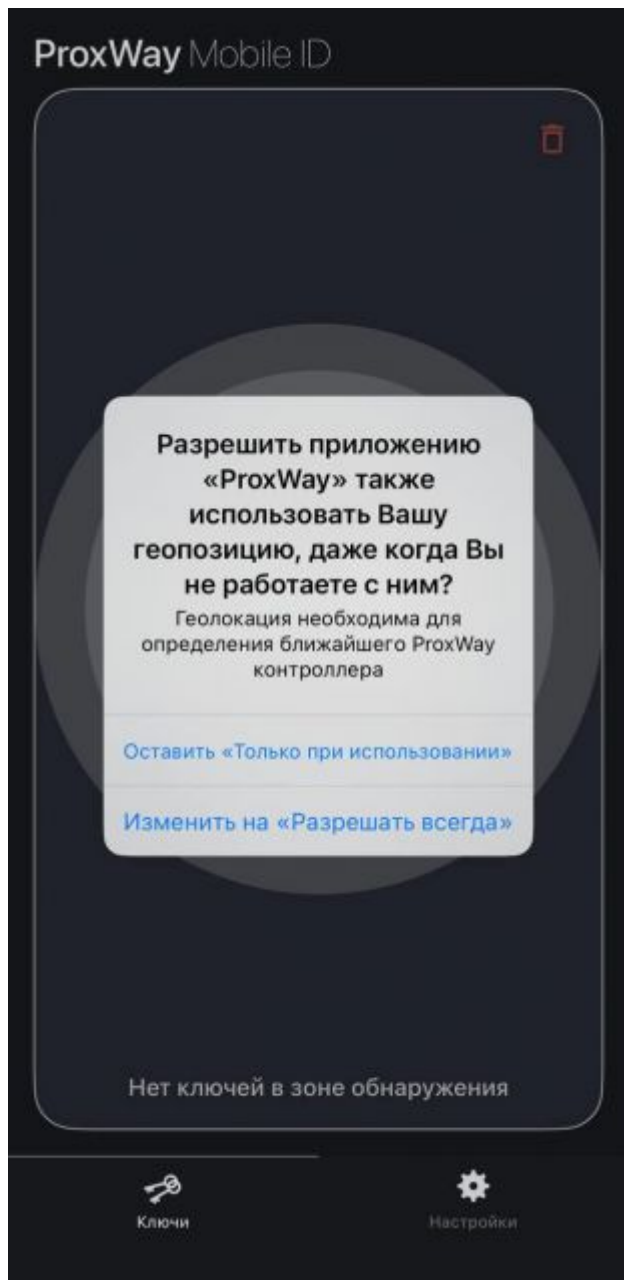 ProxWay Mobile ID
Разрешить приложению
«ProxWay» также
использовать Вашу
геопозицию, даже когда Вы
не работаете с ним?
Геолокация необходима для
определения ближайшего ProxWay
контроллера
Оставить «Только при использовании»
Изменить на «Разрешать всегда»
Нет ключей в зоне обнаружения
Ключи
Настройки